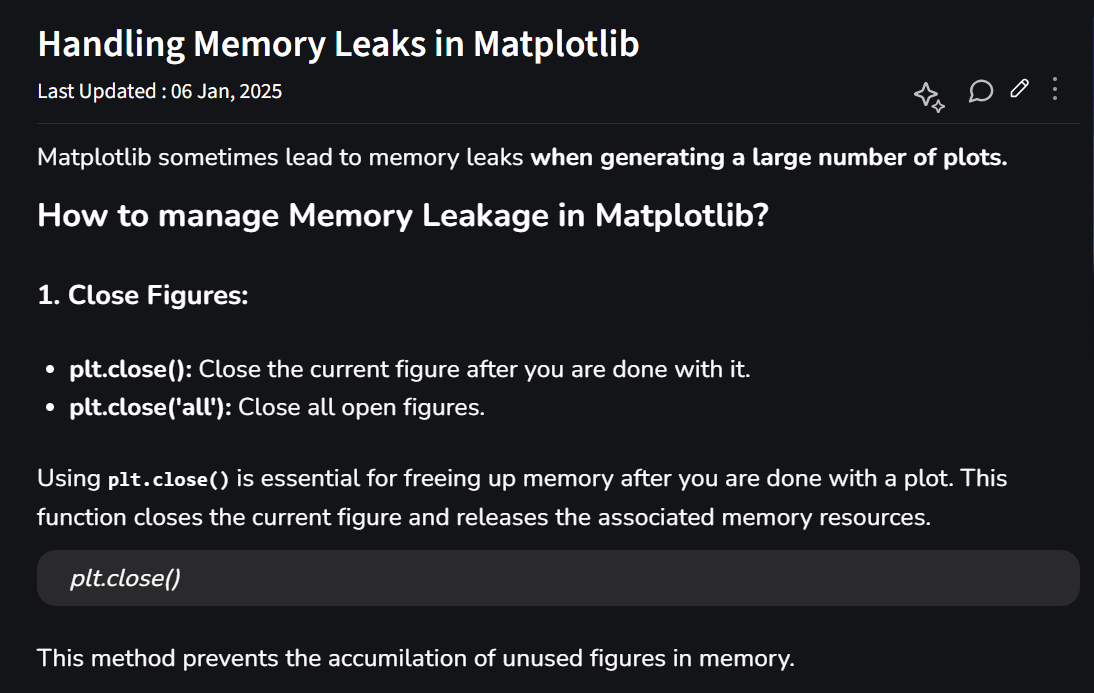 Handling Memory Leaks in Matplotlib
Last Updated : 06 Jan, 2025
Matplotlib sometimes lead to memory leaks when generating a large number of plots.
How to manage Memory Leakage in Matplotlib?
1. Close Figures:
• plt.close(): Close the current figure after you are done with it.
• plt.close('all'): Close all open figures.
Using plt.close() is essential for freeing up memory after you are done with a plot. This
function closes the current figure and releases the associated memory resources.
plt.close()
This method prevents the accumilation of unused figures in memory.